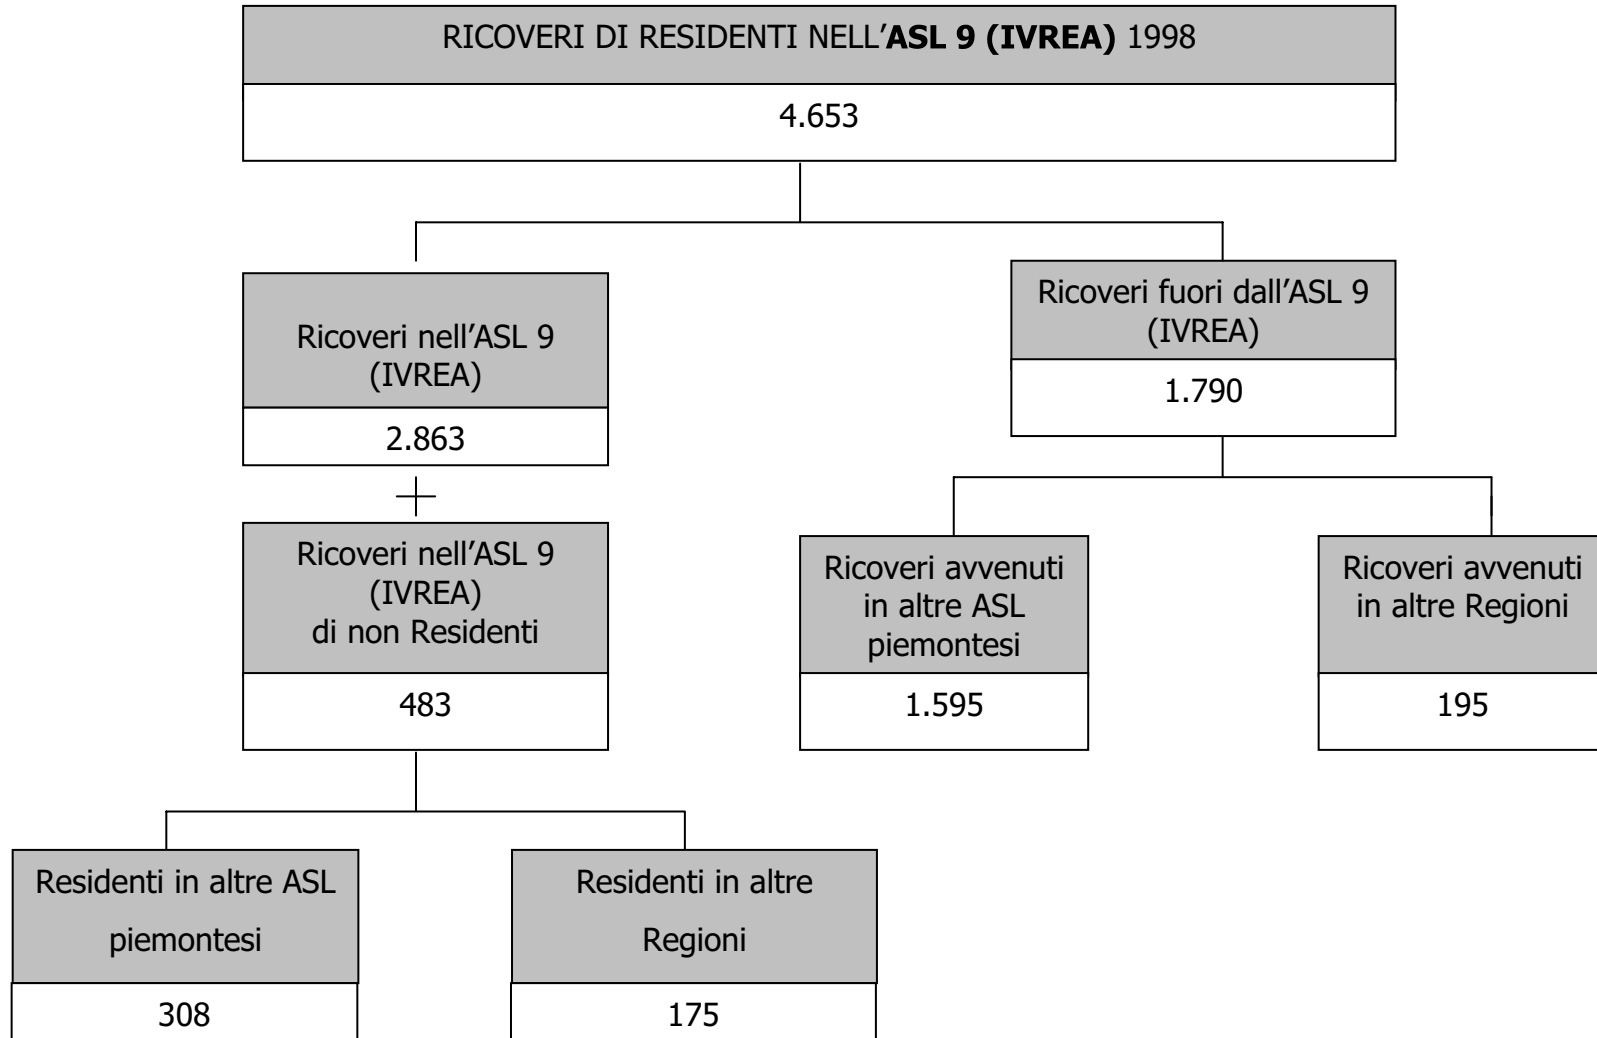 RICOVERI DI RESIDENTI NELL’ASL 9 (IVREA) 1998
4.653
Ricoveri nell’ASL 9
(IVREA)
2.863
Ricoveri fuori dall’ASL 9
(IVREA)
1.790
Ricoveri nell’ASL 9
(IVREA)
di non Residenti
483
Ricoveri avvenuti
in altre ASL
piemontesi
1.595
Ricoveri avvenuti
in altre Regioni
195
Residenti in altre ASL
piemontesi
308
Residenti in altre
Regioni
175